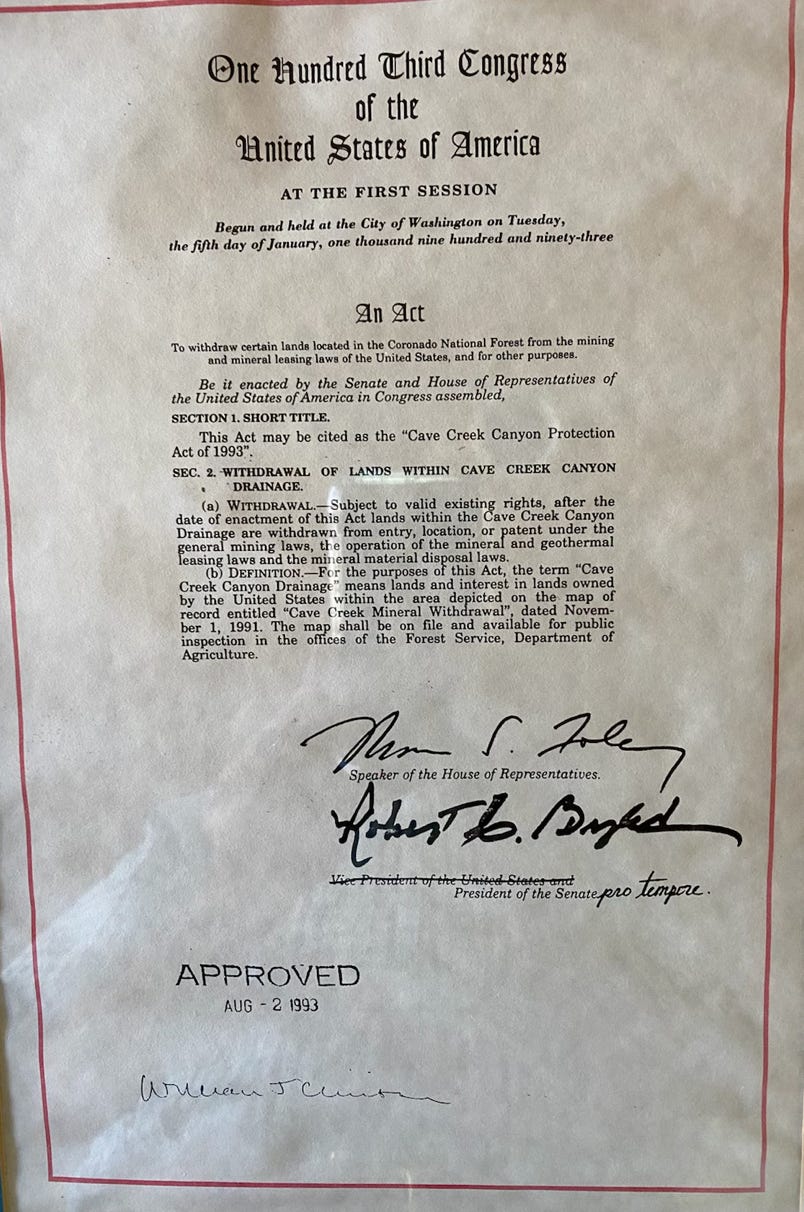 One Hundred Third Congress
of the
United States of America
AT THE FIRST SESSION
Begun and held at the City of Washington on Tuesday,
the fifth day of January, one thousand nine hundred and ninety-three
An Act
To withdraw certain lands located in the Coronado National Forest from the mining
and mineral leasing laws of the United States, and for other purposes.
Be it enacted by the Senate and House of Representatives of
the United States of America in Congress assembled,
SECTION 1. SHORT TITLE.
This Act may be cited as the “Cave Creek Canyon Protection
Act of 1993”.
SEC. 2. WITHDRAWAL OF LANDS WITHIN CAVE CREEK CANYON
DRAINAGE.
(a) WITHDRAWAL.—Subject to valid existing rights, after the
date of enactment of this Act lands within the Cave Creek Canyon
Drainage are withdrawn from entry, location, or patent under the
general mining laws, the operation of the mineral and geothermal
leasing laws and the mineral material disposal laws.
(b) DEFINITION.—For the purposes of this Act, the term “Cave
Creek Canyon Drainage” means lands and interest in lands owned
by the United States within the area depicted on the map of
record entitled “Cave Creek Mineral Withdrawal”, dated Novem-
ber 1, 1991. The map shall be on file and available for public
inspection in the offices of the Forest Service, Department of
Agriculture.
S. Foley
Speaker of the House of Representatives.
Robert C. Byrd
Vice President of the United States and
President of the Senate pro tempore.
APPROVED
AUG - 2 1993
William J Clinton